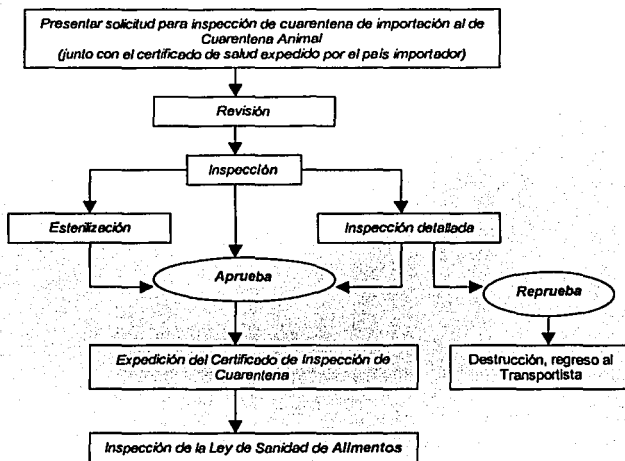 Presentar solicitud para inspección de cuarentena de importación al de
Cuarentena Animal
(junto con el certificado de salud expedido por el país importador)
Revisión
Inspección
Esterilización
Inspección detallada
Aprueba
Reprueba
Expedición del Certificado de Inspección de
Cuarentena
Destrucción, regreso al
Transportista
Inspección de la Ley de Sanidad de Alimentos